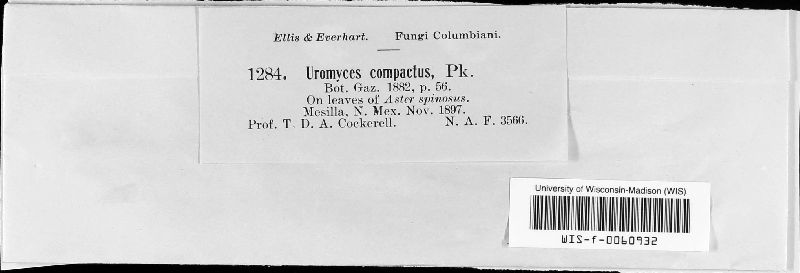 Ellis & Everhart. Fungi Columbiani.
1284. Uromyces compactus, Pk.
Bot. Gaz. 1882, p. 56.
On leaves of Aster spinosus.
Mesilla, N. Mex. Nov. 1897.
Prof. T. D. A. Cockerell. N. A. F. 3566.
University of Wisconsin-Madison (WIS)
WIS-f-0060932